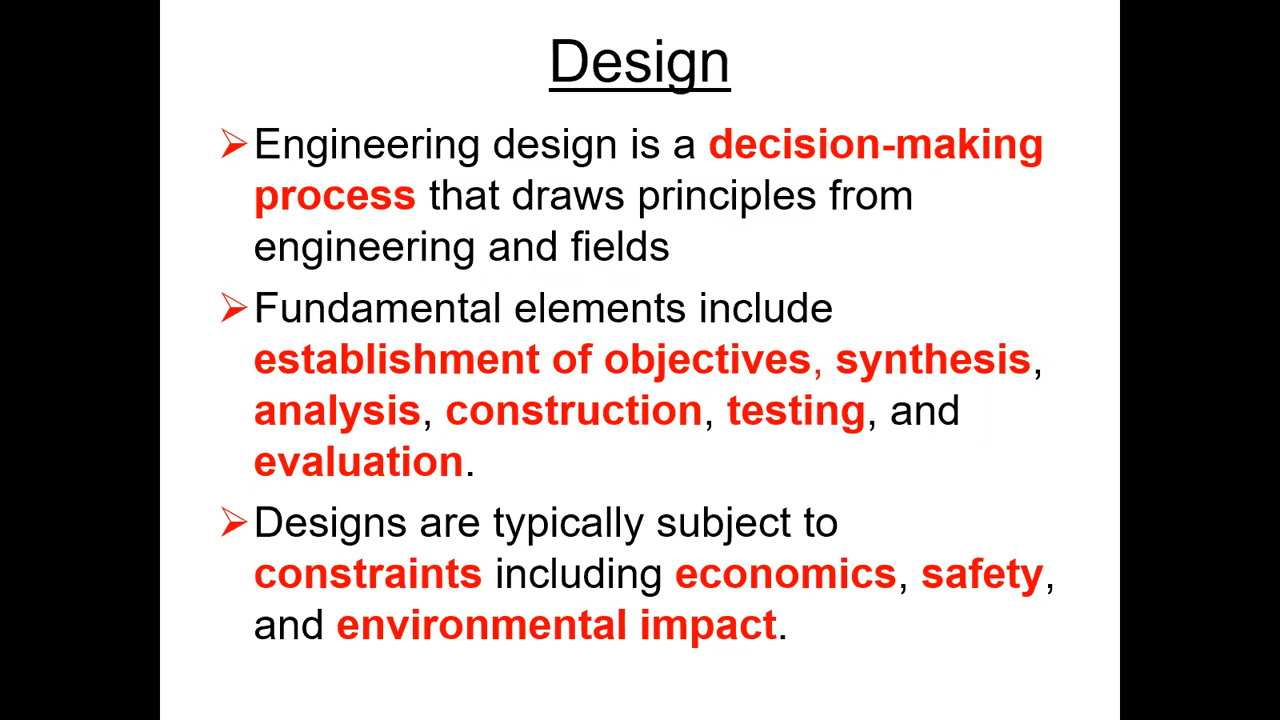 Design
Engineering design is a decision-making
process that draws principles from
engineering and fields
Fundamental elements include
establishment of objectives, synthesis,
analysis, construction, testing, and
evaluation.
Designs are typically subject to
constraints including economics, safety,
and environmental impact.